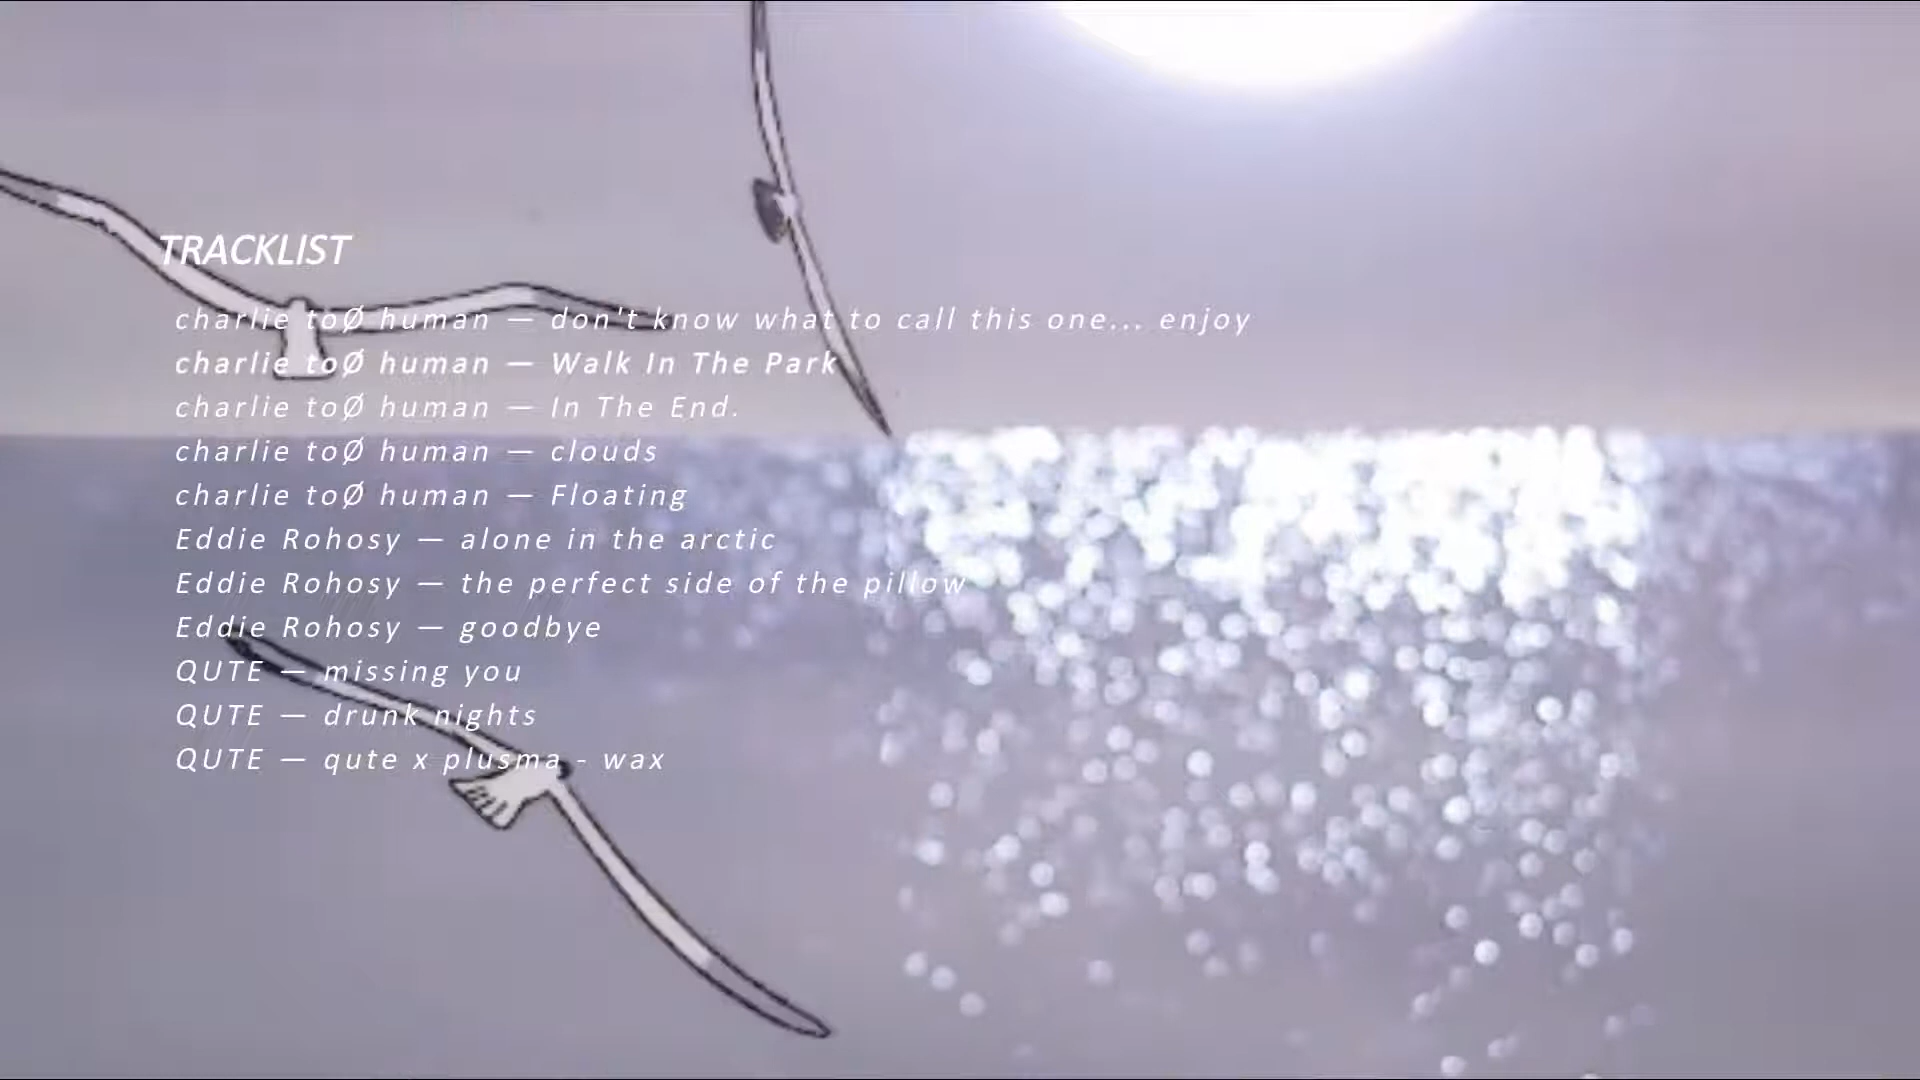 TRACKLIST
charlie toØ human — don't know what to call this one... enjoy
charlie toØ human — Walk In The Park
charlie toØ human — In The End.
charlie toØ human — clouds
charlie toØ human — Floating
Eddie Rohosy — alone in the arctic
Eddie Rohosy — the perfect side of the pillow
Eddie Rohosy — goodbye
QUTE — missing you
QUTE — drunk nights
QUTE — qute x plusma - wax